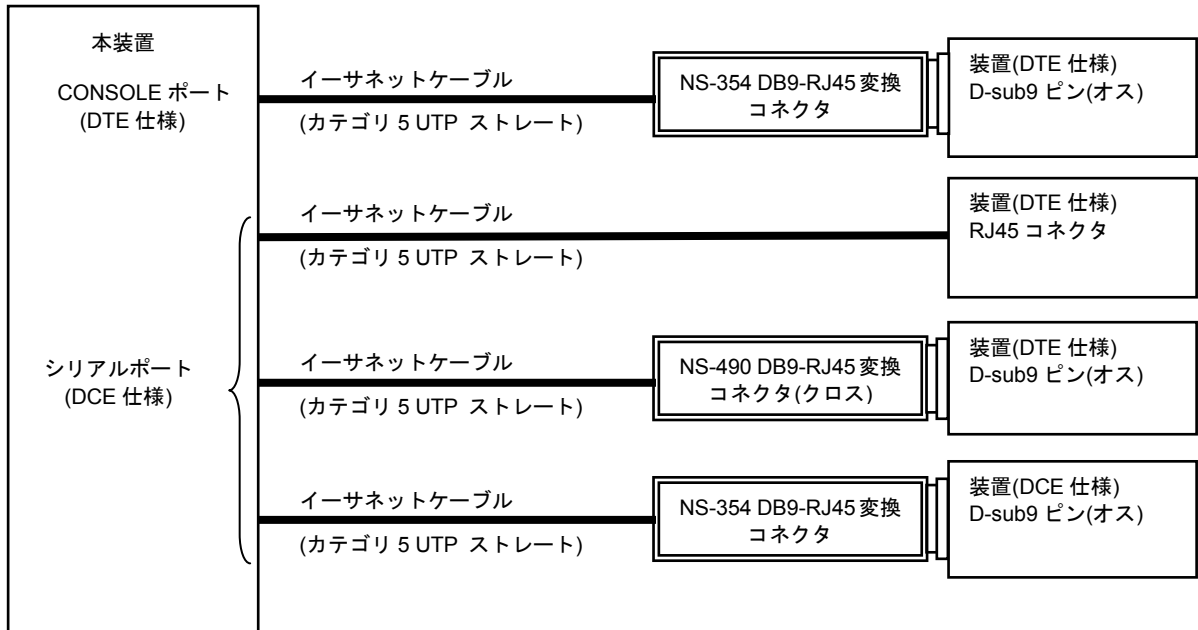 本装置
CONSOLE ポート
(DTE 仕様)
イーサネットケーブル
(カテゴリ 5 UTP ストレート)
NS-354 DB9-RJ45 変換
コネクタ
装置(DTE 仕様)
D-sub9 ピン(オス)
イーサネットケーブル
(カテゴリ 5 UTP ストレート)
装置(DTE 仕様)
RJ45 コネクタ
シリアルポート
(DCE 仕様)
イーサネットケーブル
(カテゴリ 5 UTP ストレート)
NS-490 DB9-RJ45 変換
コネクタ(クロス)
装置(DTE 仕様)
D-sub9 ピン(オス)
イーサネットケーブル
(カテゴリ 5 UTP ストレート)
NS-354 DB9-RJ45 変換
コネクタ
装置(DCE 仕様)
D-sub9 ピン(オス)